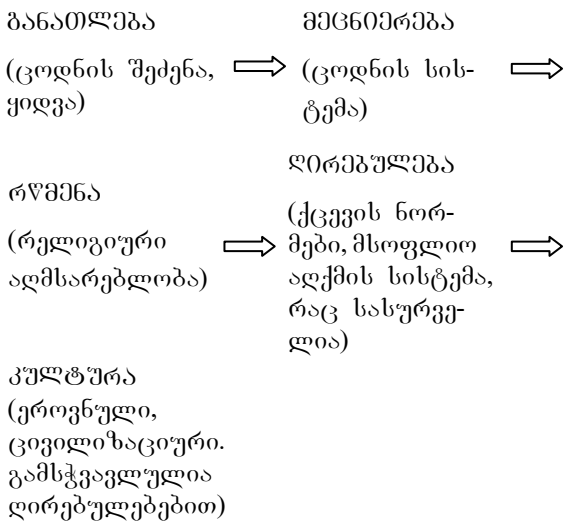 განათლება
(ცოდნის შეძენა,
ყიდვა)
მეცნიერება
(ცოდნის სის-
ტემა)
რწმენა
(რელიგიური
აღმსარებლობა)
ღირებულება
(ქცევის ნორ-
მები, მსოფლიო
აღქმის სისტემა,
რაც სასურვე-
ლია)
კულტურა
(ეროვნული,
ცივილიზაციური.
გამსჭვავლულია
ღირებულებებით)